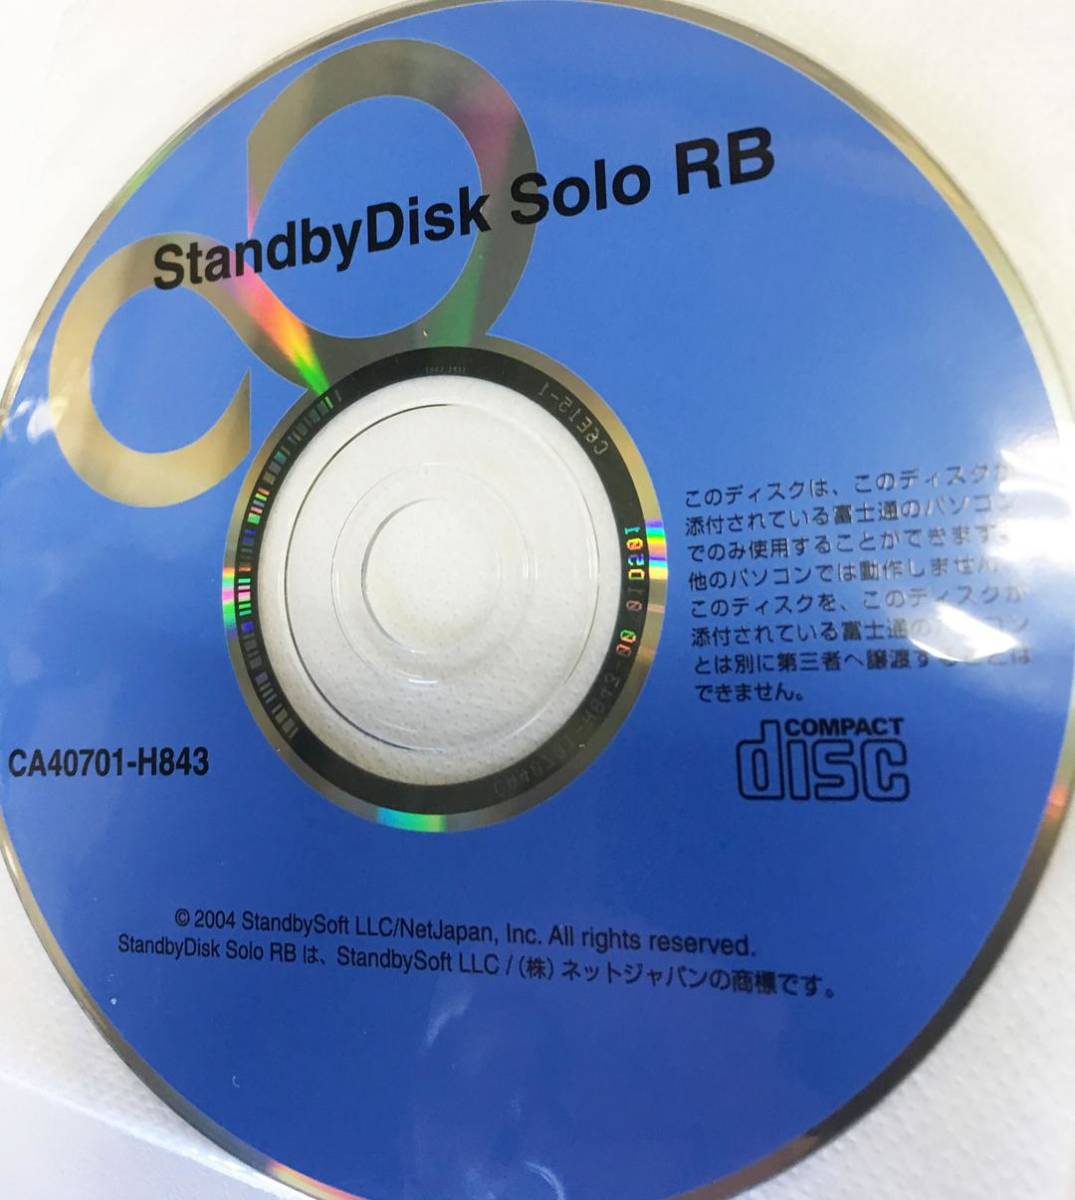 StandbyDisk Solo RB
C6E12-1
このディスクは、このディスクが
添付されている富士通のパソコン
でのみ使用することができます。
他のパソコンでは動作しません。
このディスクを、このディスクが
添付されている富士通のパソコン
とは別に第三者へ譲渡することは
できません。
COMPACT
disc
CA40701-H843
CA40701-H843-00 01 D201
© 2004 StandbySoft LLC/NetJapan, Inc. All rights reserved.
StandbyDisk Solo RB は、StandbySoft LLC /（株）ネットジャパンの商標です。